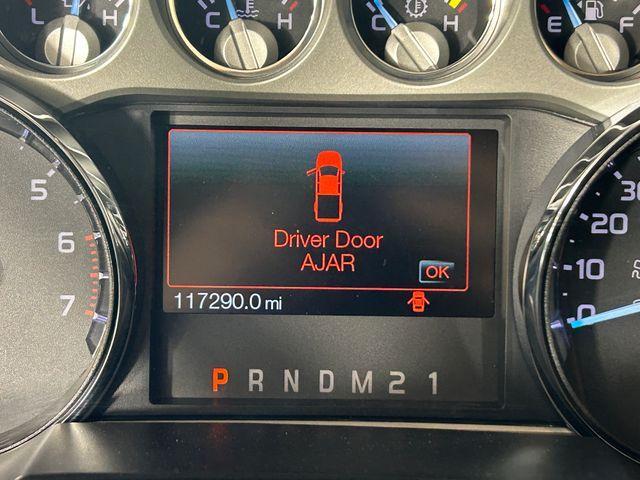 C H C H C E F
5
6
7
Driver Door
AJAR
OK
117290.0 mi
P R N D M 2 1
30
20
10
0